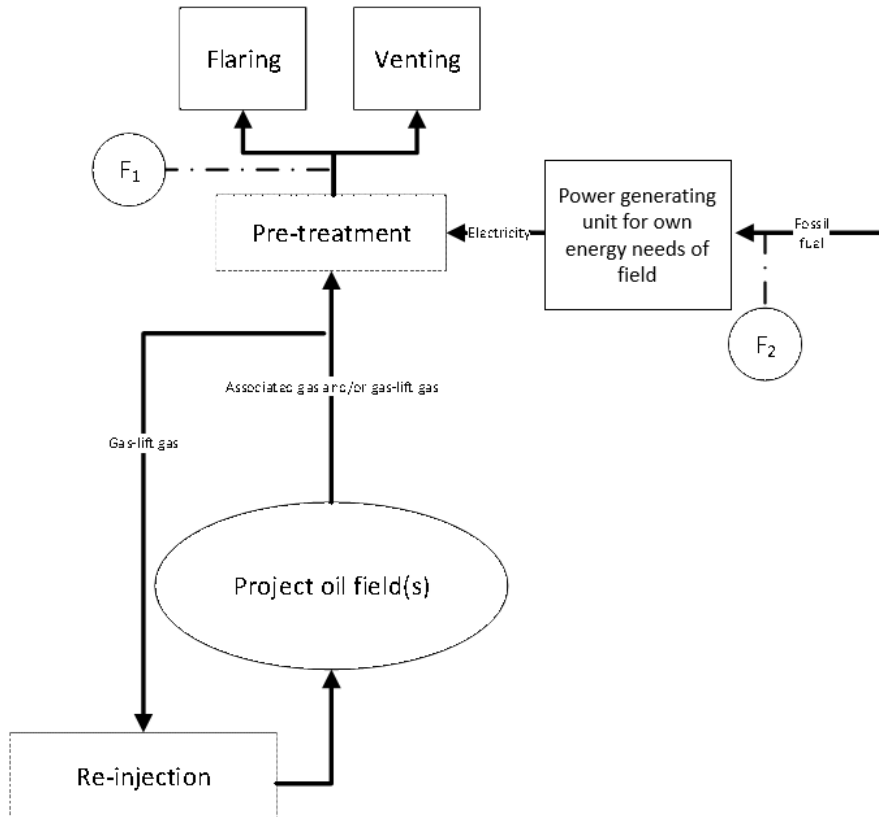 Flaring
Venting
F1
Pre-treatment
Electricity
Power generating
unit for own
energy needs of
field
Fossil
fuel
F2
Associated gas and/or gas-lift gas
Gas-lift gas
Project oil field(s)
Re-injection